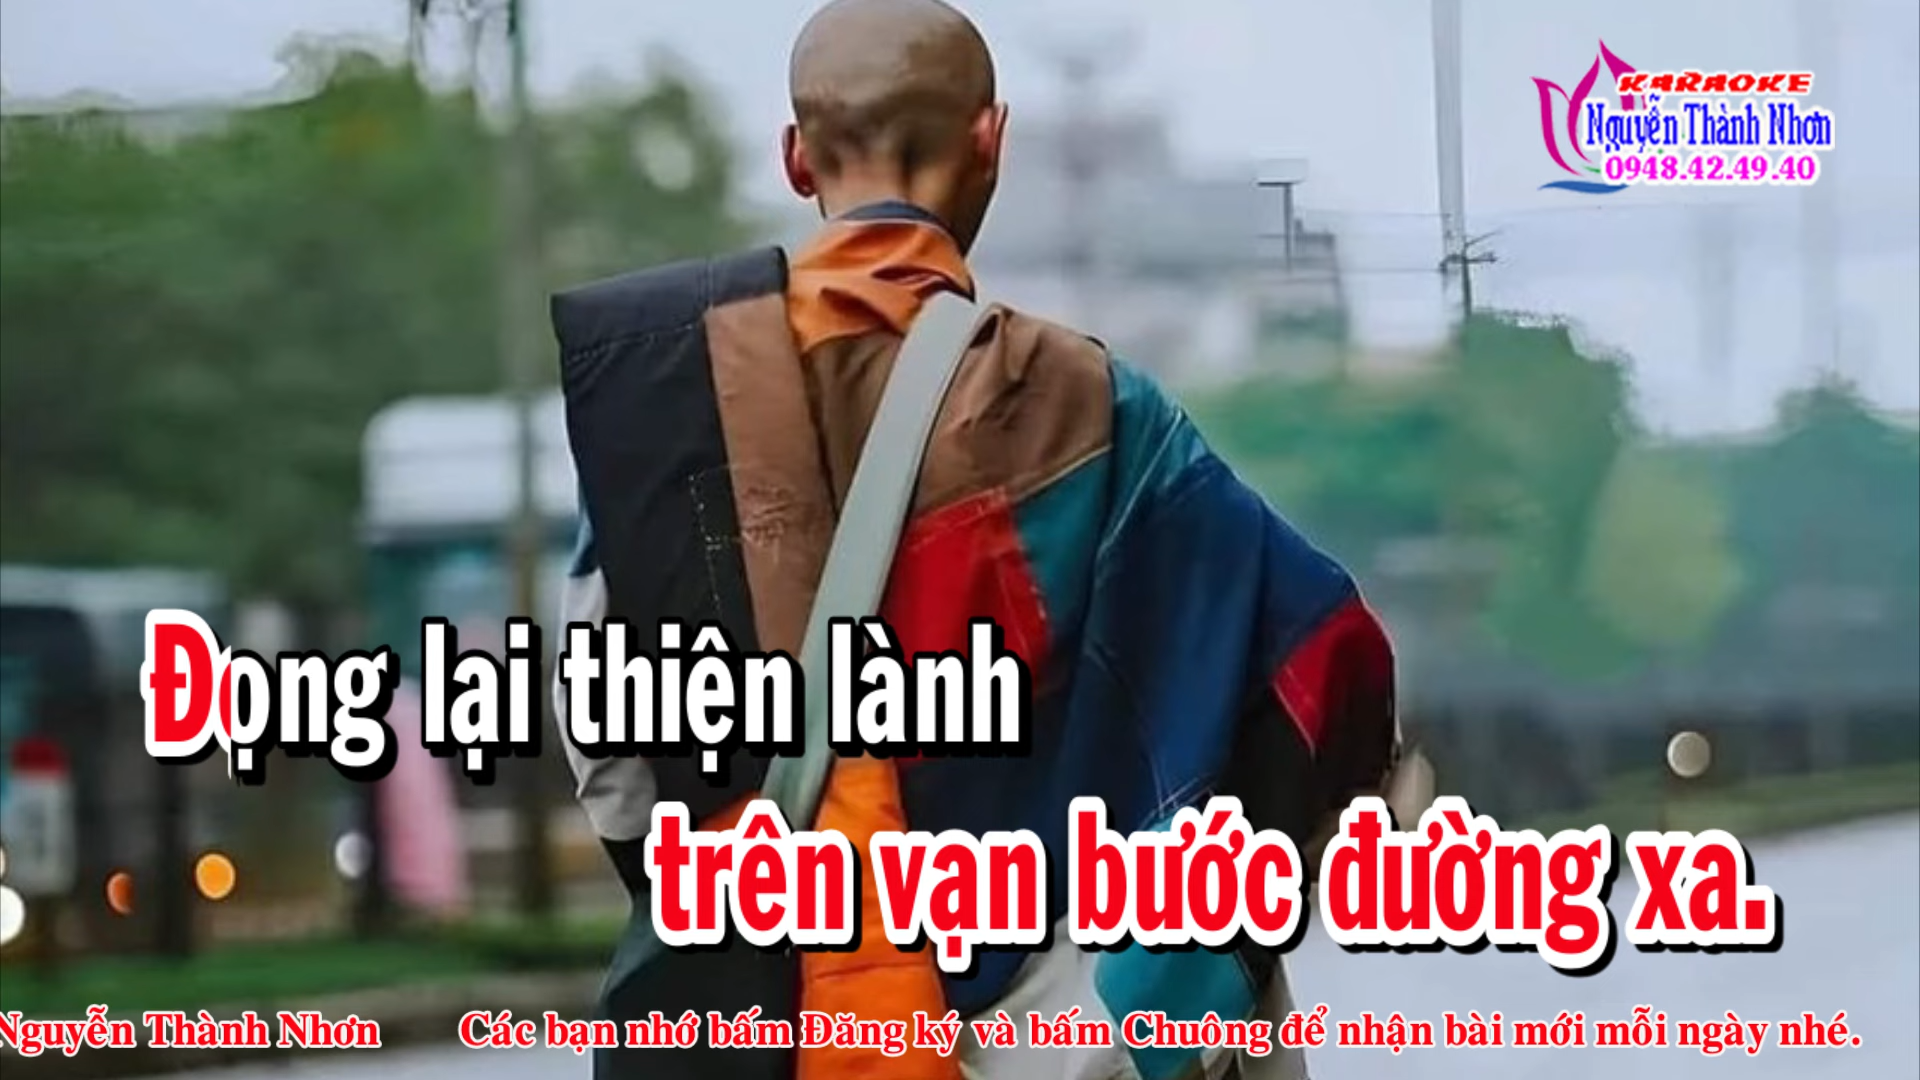 KARAOKE
Nguyễn Thành Nhơn
0948.42.49.40
Đọng lại thiện lành
trên vạn bước đường xa.
Nguyễn Thành Nhơn Các bạn nhớ bấm Đăng ký và bấm Chuông để nhận bài mới mỗi ngày nhé.